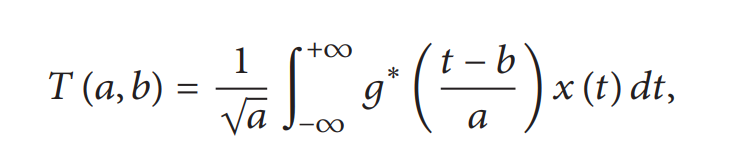 T (a, b) = \frac{1}{\sqrt{a}} \int_{-\infty}^{+\infty} g^* \left( \frac{t - b}{a} \right) x (t) dt,